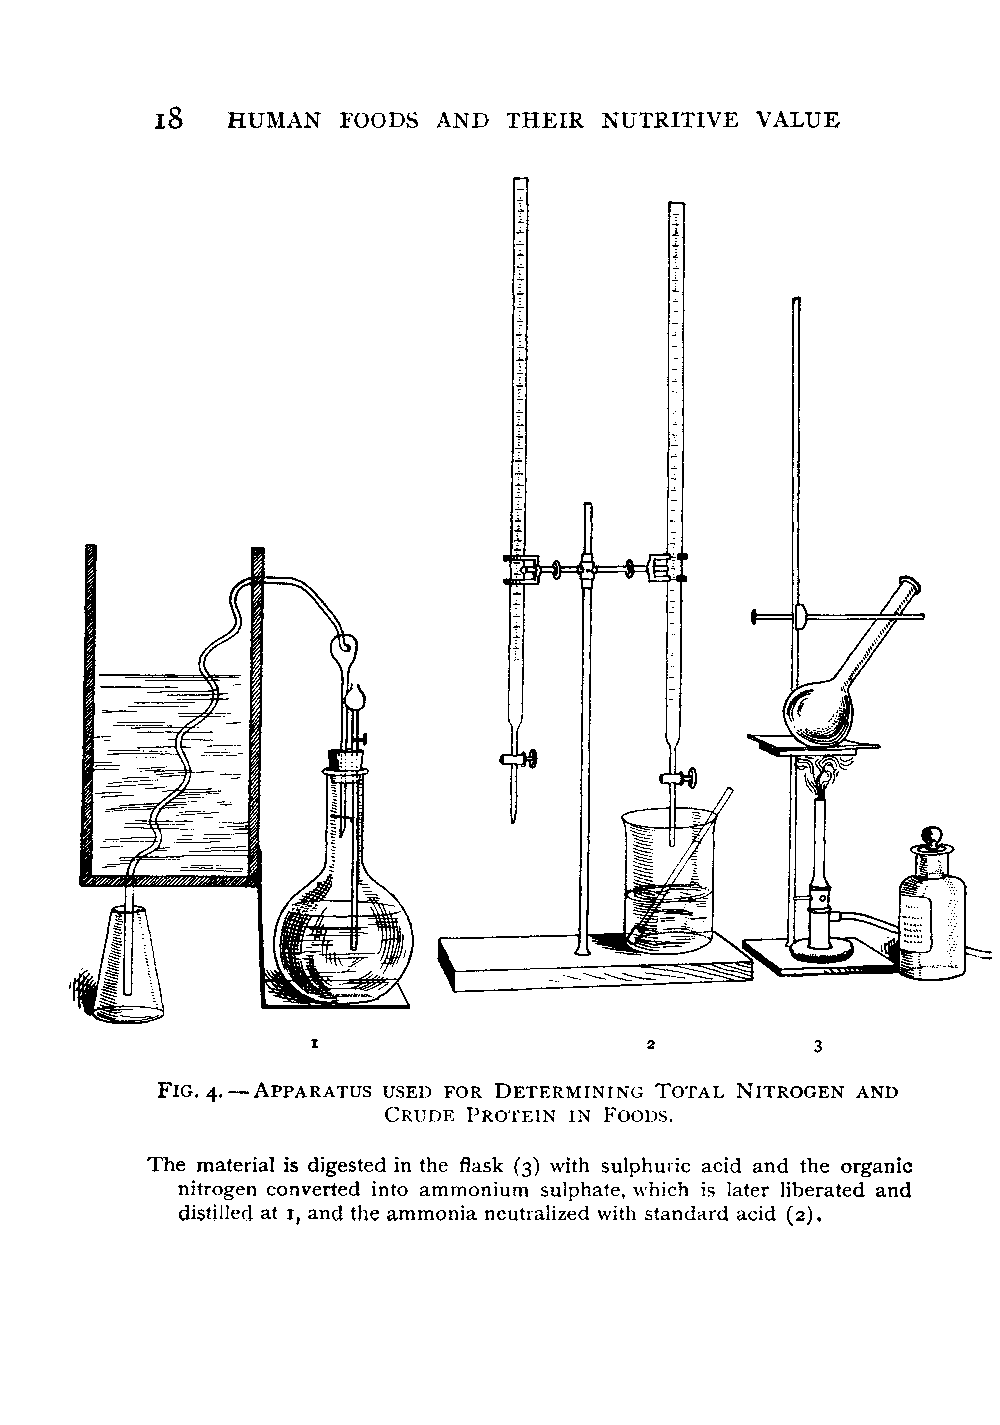 18 HUMAN FOODS AND THEIR NUTRITIVE VALUE
1 2 3
FIG. 4. — APPARATUS USED FOR DETERMINING TOTAL NITROGEN AND
CRUDE PROTEIN IN FOODS.
The material is digested in the flask (3) with sulphuric acid and the organic
nitrogen converted into ammonium sulphate, which is later liberated and
distilled at 1, and the ammonia neutralized with standard acid (2).